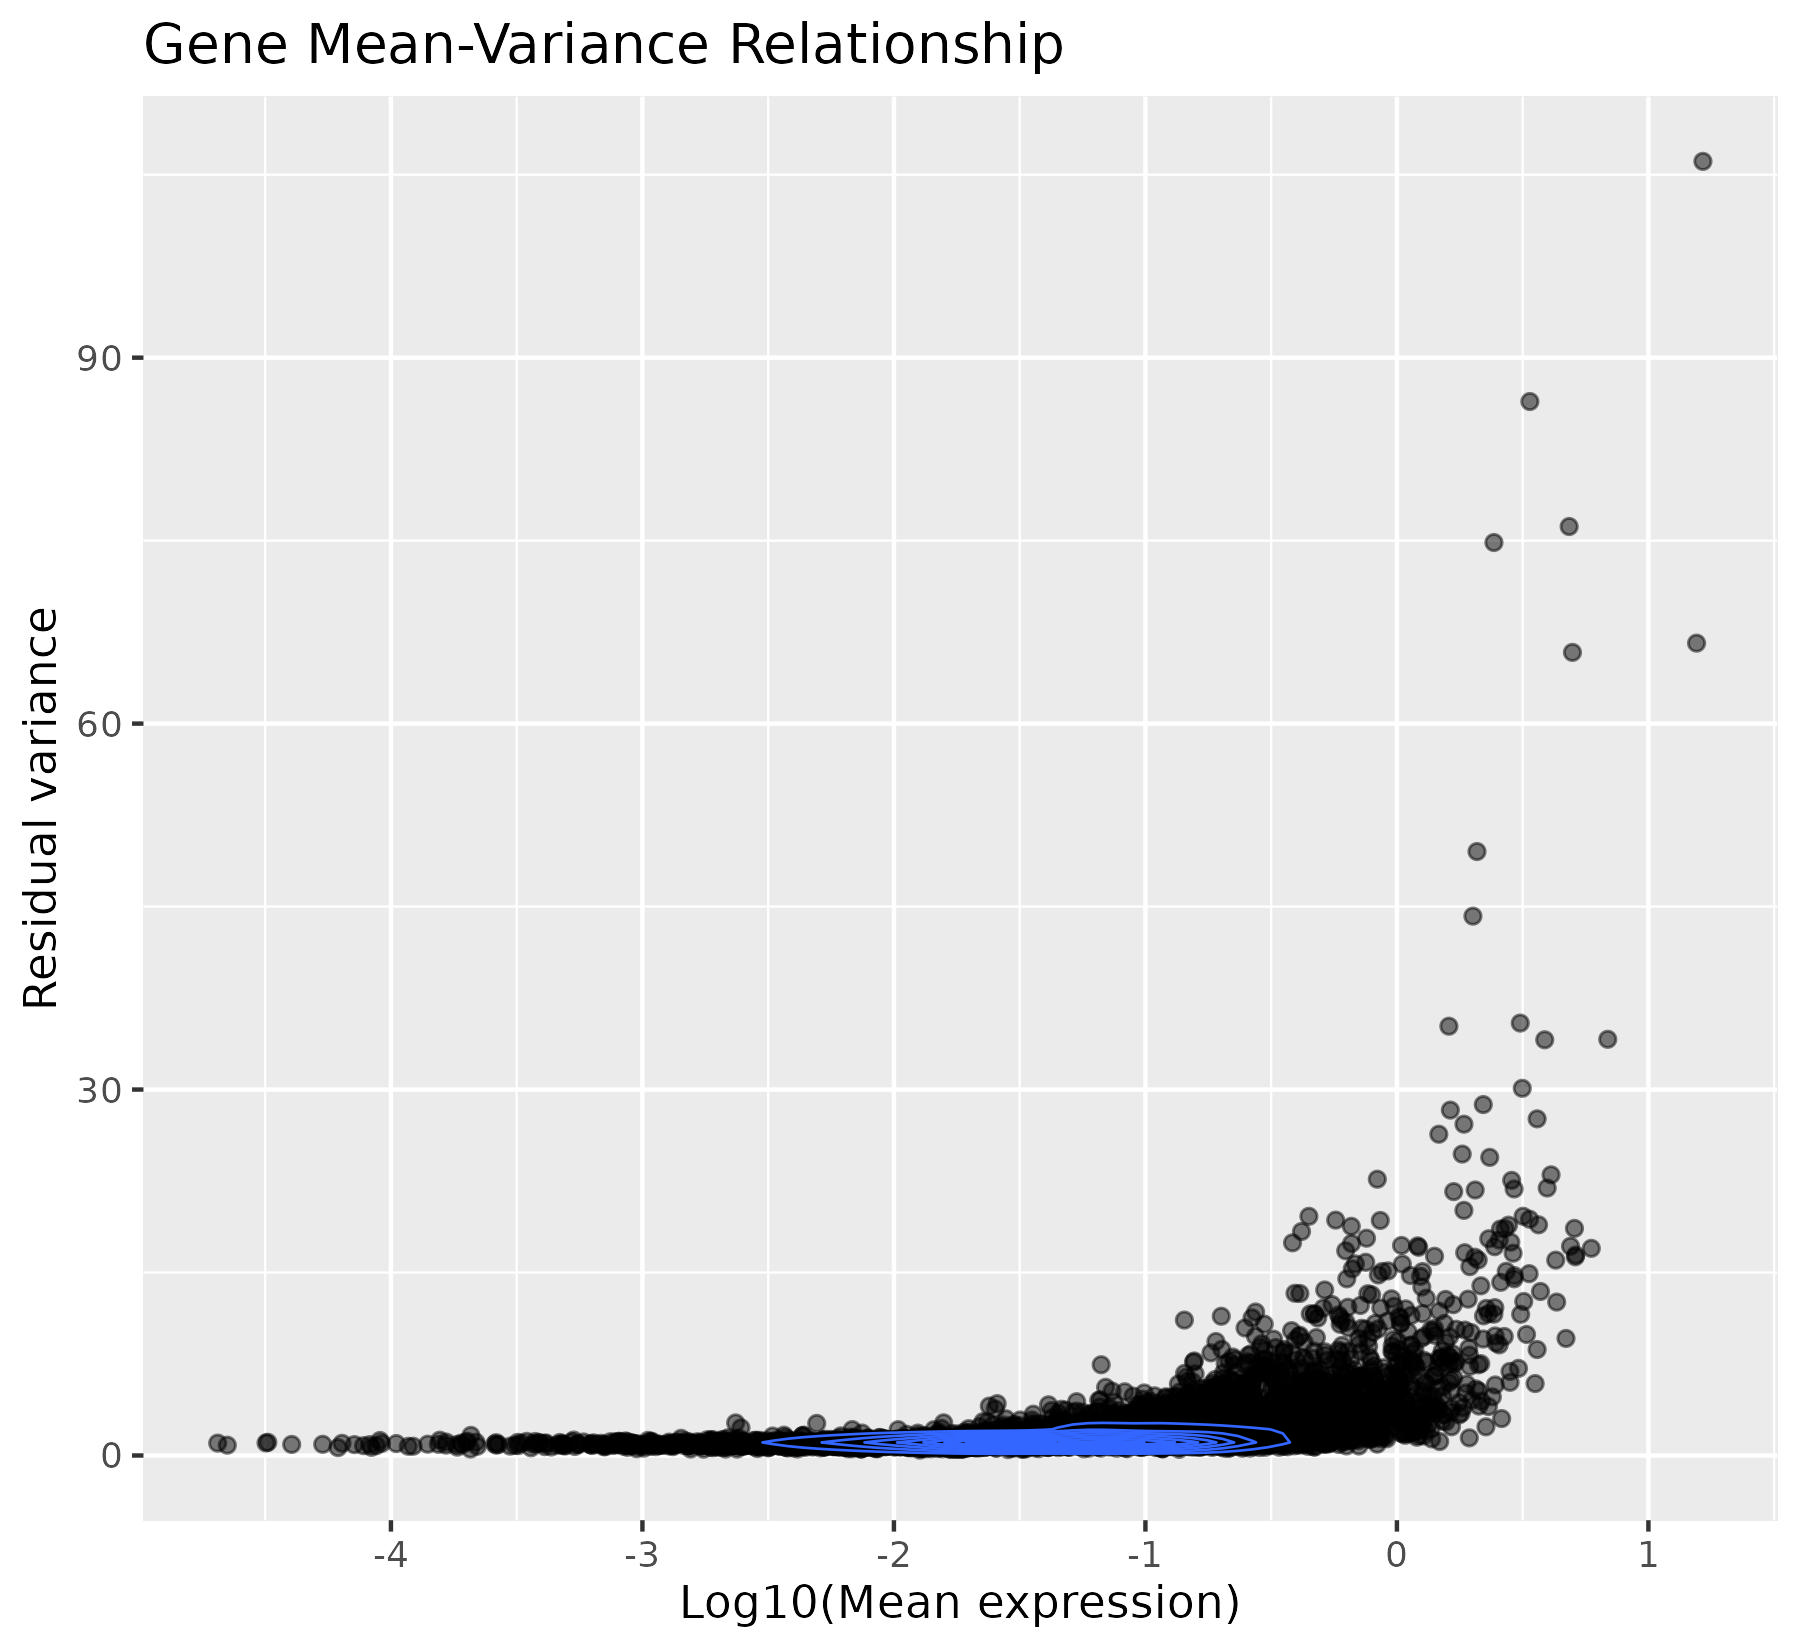 Gene Mean-Variance Relationship
90
60
30
0
Residual variance
-4 -3 -2 -1 0 1
Log10(Mean expression)